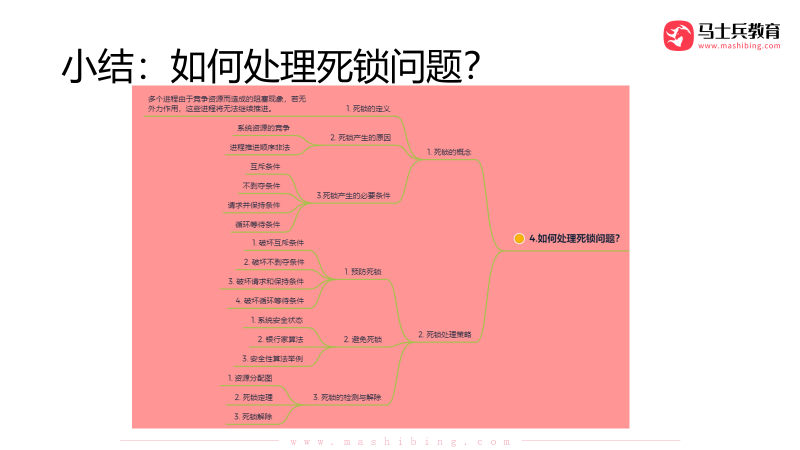 马士兵教育
www.mashibing.com
小结：如何处理死锁问题？
多个进程由于竞争资源而造成的阻塞现象，若无
外力作用，这些进程将无法继续推进。
1. 死锁的定义
系统资源的竞争
进程推进顺序非法
2. 死锁产生的原因
互斥条件
不剥夺条件
请求并保持条件
循环等待条件
3.死锁产生的必要条件
1. 死锁的概念
4.如何处理死锁问题？
1. 破坏互斥条件
2. 破坏不剥夺条件
3. 破坏请求和保持条件
4. 破坏循环等待条件
1. 预防死锁
1. 系统安全状态
2. 银行家算法
3. 安全性算法举例
2. 避免死锁
2. 死锁处理策略
1. 资源分配图
2. 死锁定理
3. 死锁解除
3. 死锁的检测与解除
www.mashibing.com